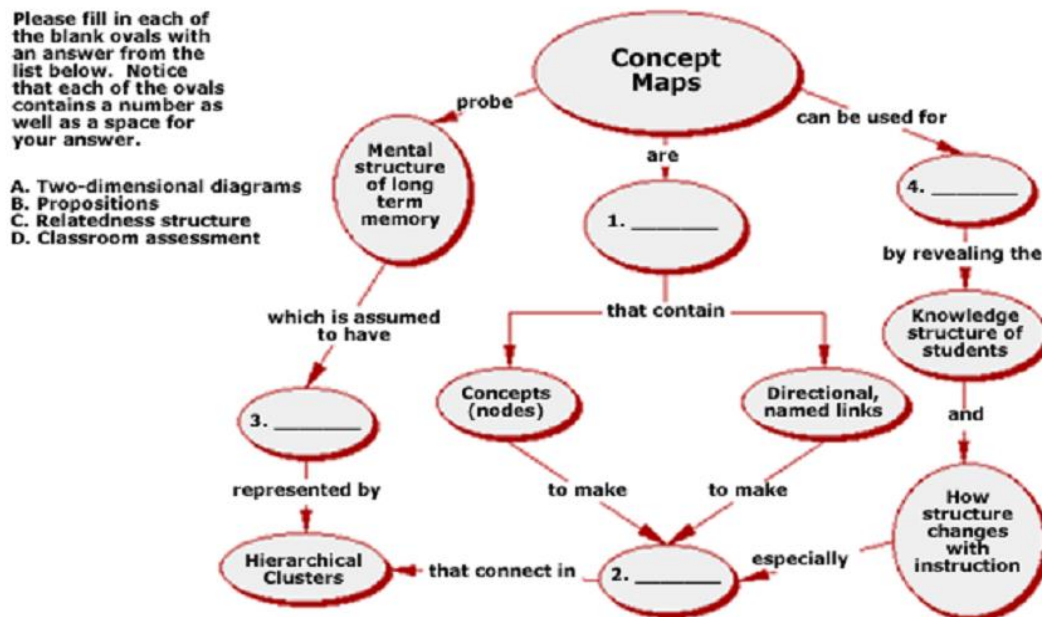 Please fill in each of
the blank ovals with
an answer from the
list below.  Notice
that each of the ovals
contains a number as
well as a space for
your answer.
A. Two-dimensional diagrams
B. Propositions
C. Relatedness structure
D. Classroom assessment
Concept
Maps
probe
are
can be used for
Mental
structure
of long
term
memory
1. ________
4. ________
by revealing the
which is assumed
to have
that contain
Knowledge
structure of
students
3. ________
Concepts
(nodes)
Directional,
named links
and
represented by
to make
to make
How
structure
changes
with
instruction
Hierarchical
Clusters
that connect in
2. ________
especially